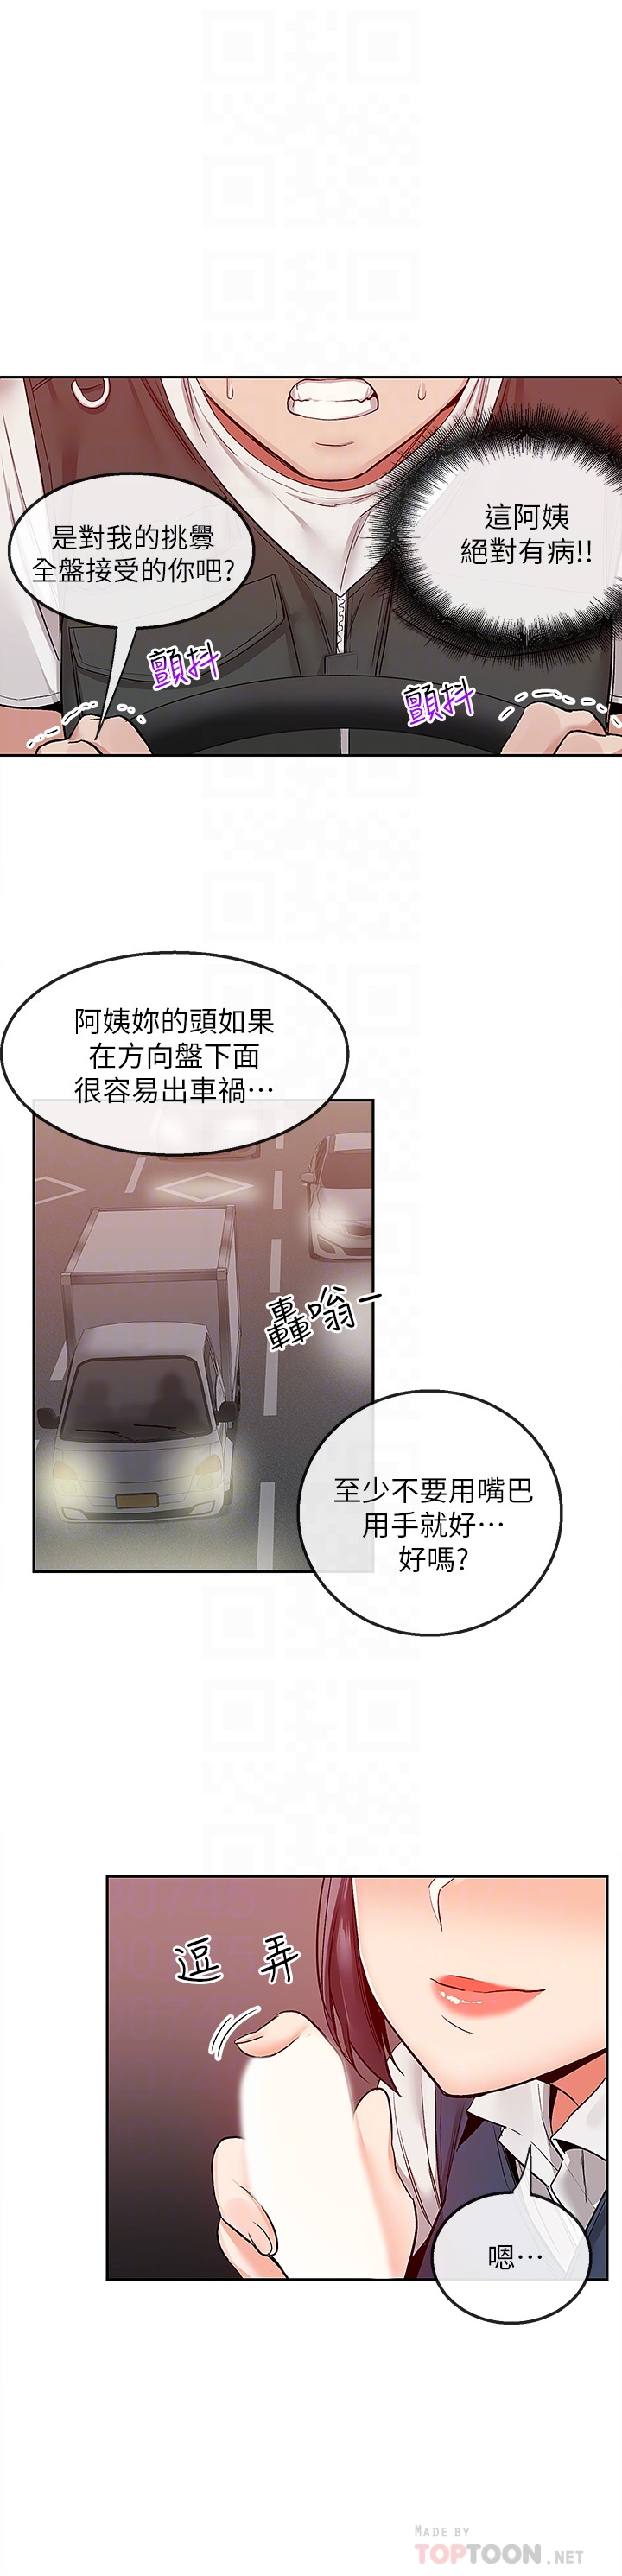 是對我的挑釁
全盤接受的你吧?
這阿姨
絕對有病!!
顫抖
顫抖
阿姨妳的頭如果
在方向盤下面
很容易出車禍…
轟嗡－
至少不要用嘴巴
用手就好…
好嗎?
逗弄
嗯…
MADE BY
TOPTOON.NET